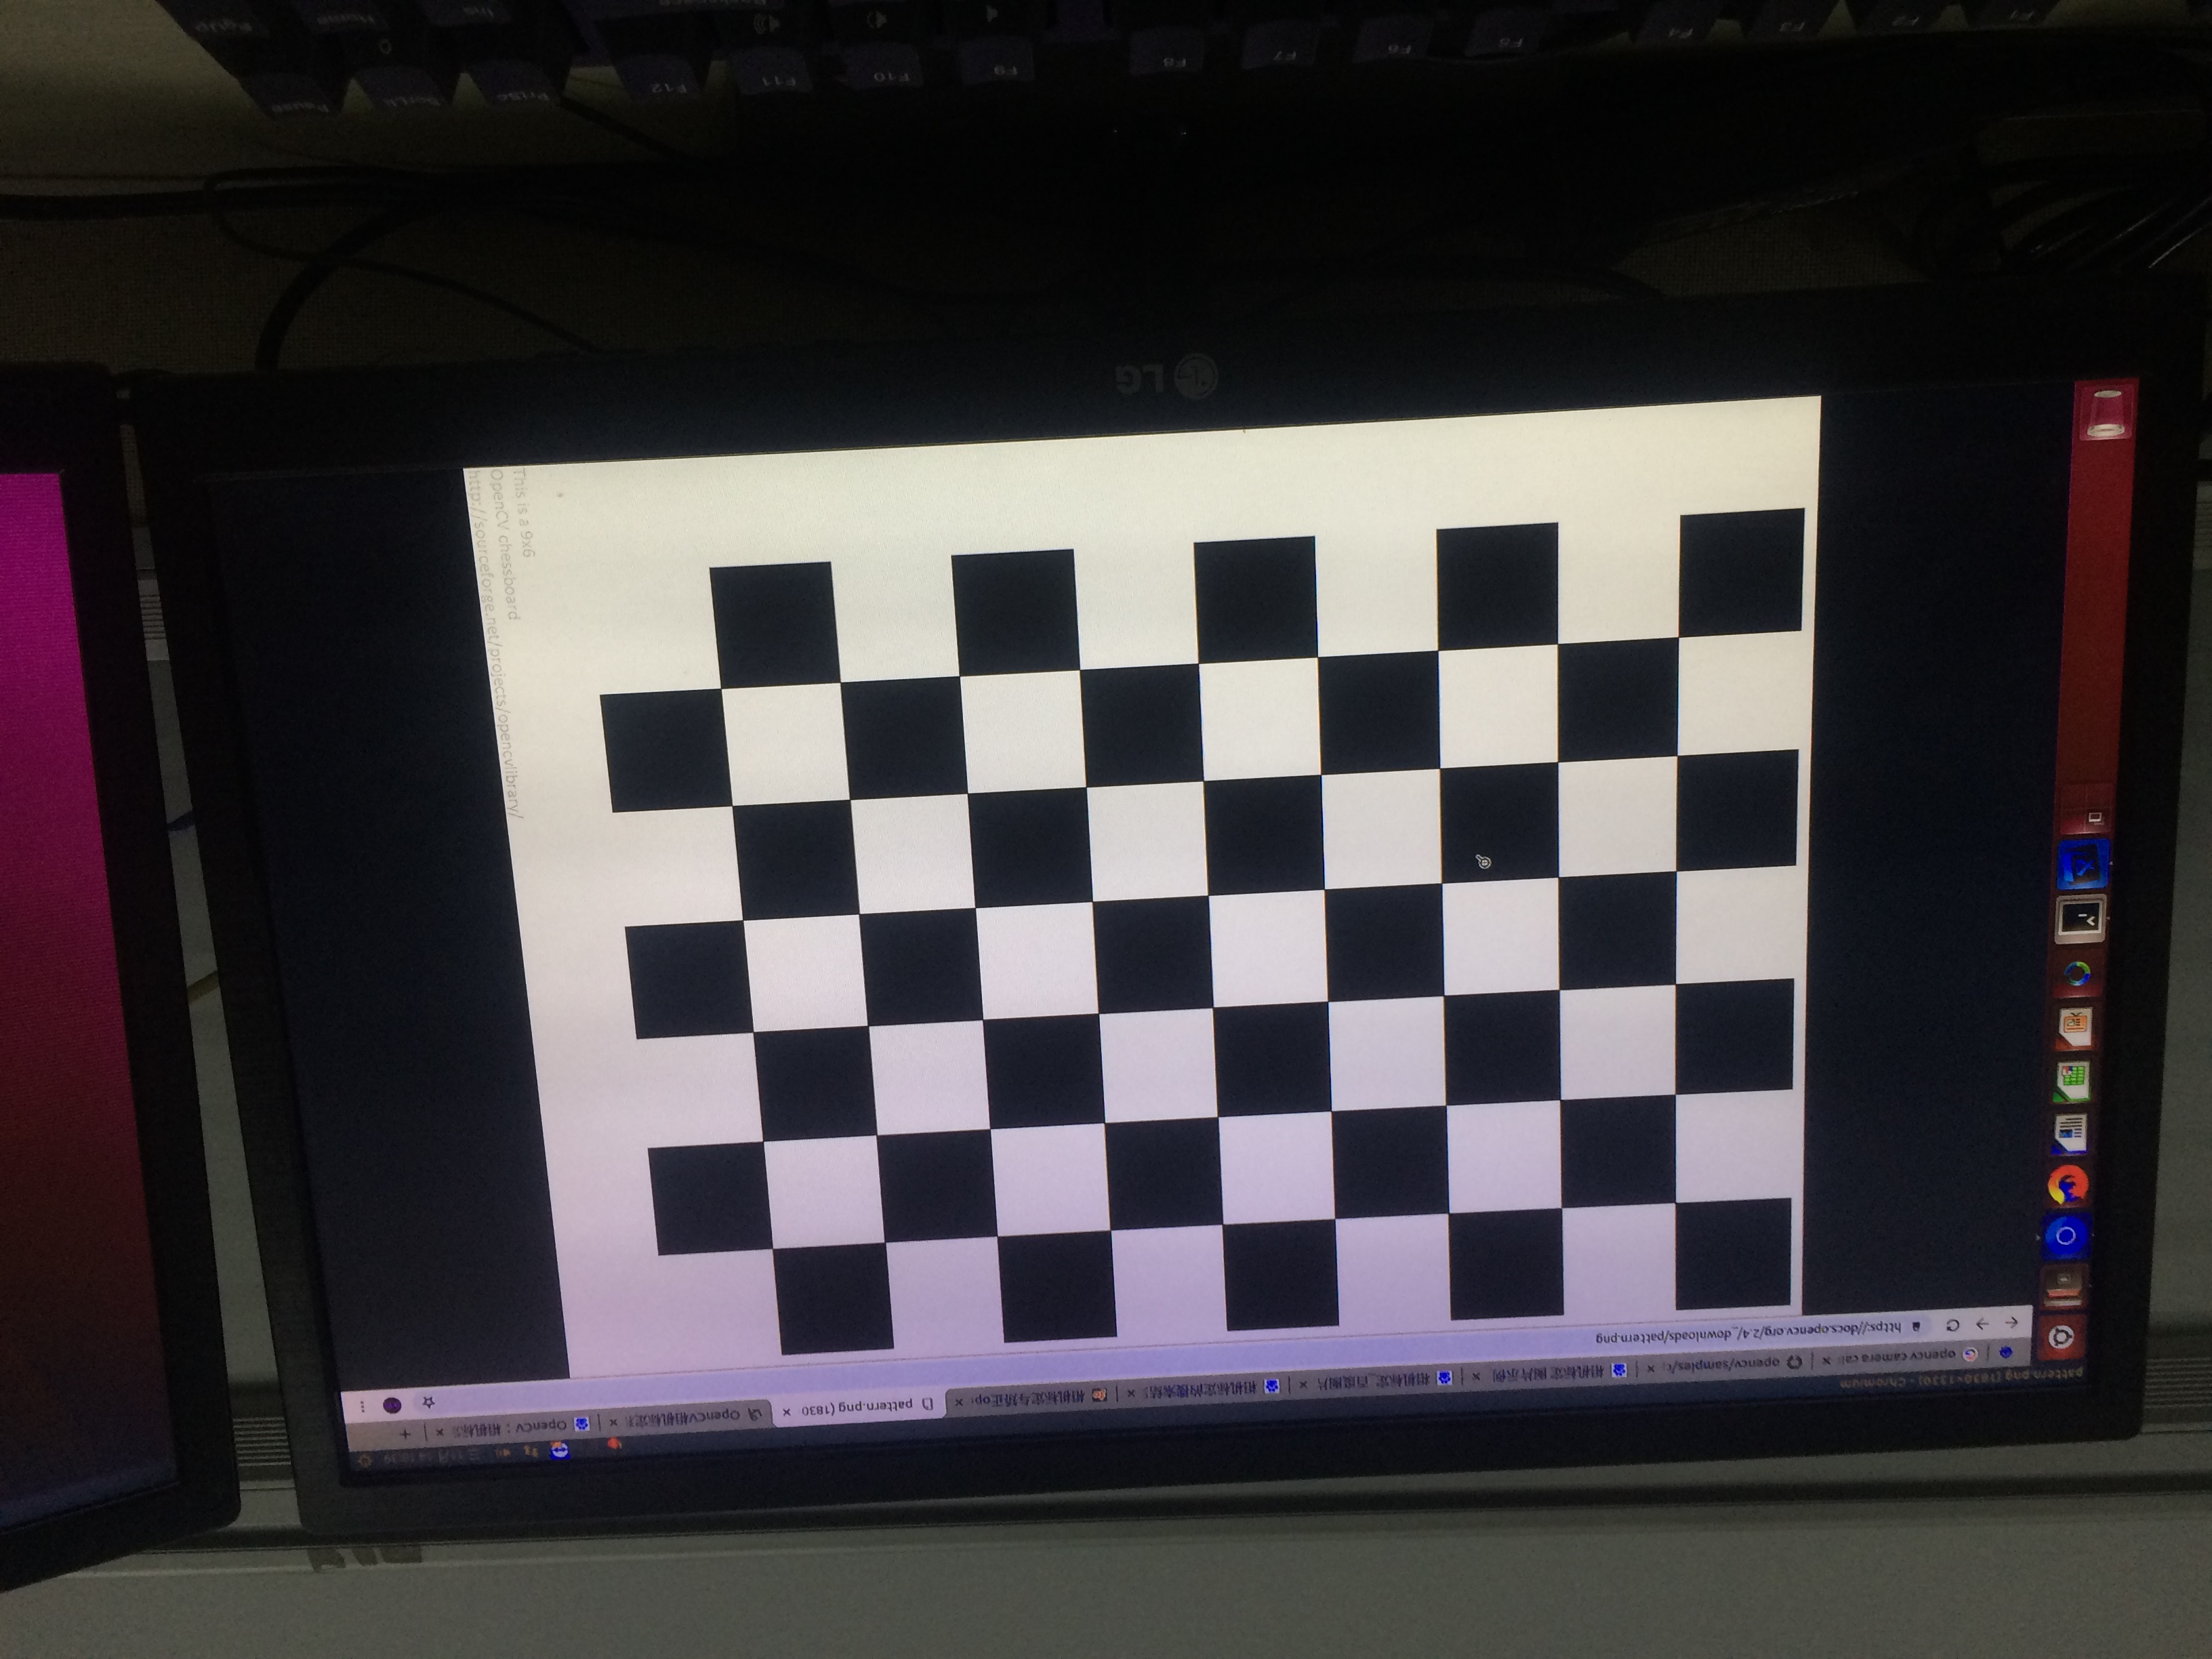 pattern.png (1830×1330) - Chromium
opencv camera cali
opencv/samples/c
相机标定 图片示例
相机标定_百度图片
相机标定的搜索结
相机标定与矫正op
pattern.png (1830
OpenCV相机标定
OpenCV：相机标
https://docs.opencv.org/2.4/_downloads/pattern.png
This is a 9x6
OpenCV chessboard
http://sourceforge.net/projects/opencvlibrary/
LG
F1 F2 F3 F4 F5 F6 F7 F8 F9 F10 F11 F12 PrtSc ScrLk Pause
Ins Home PgUp